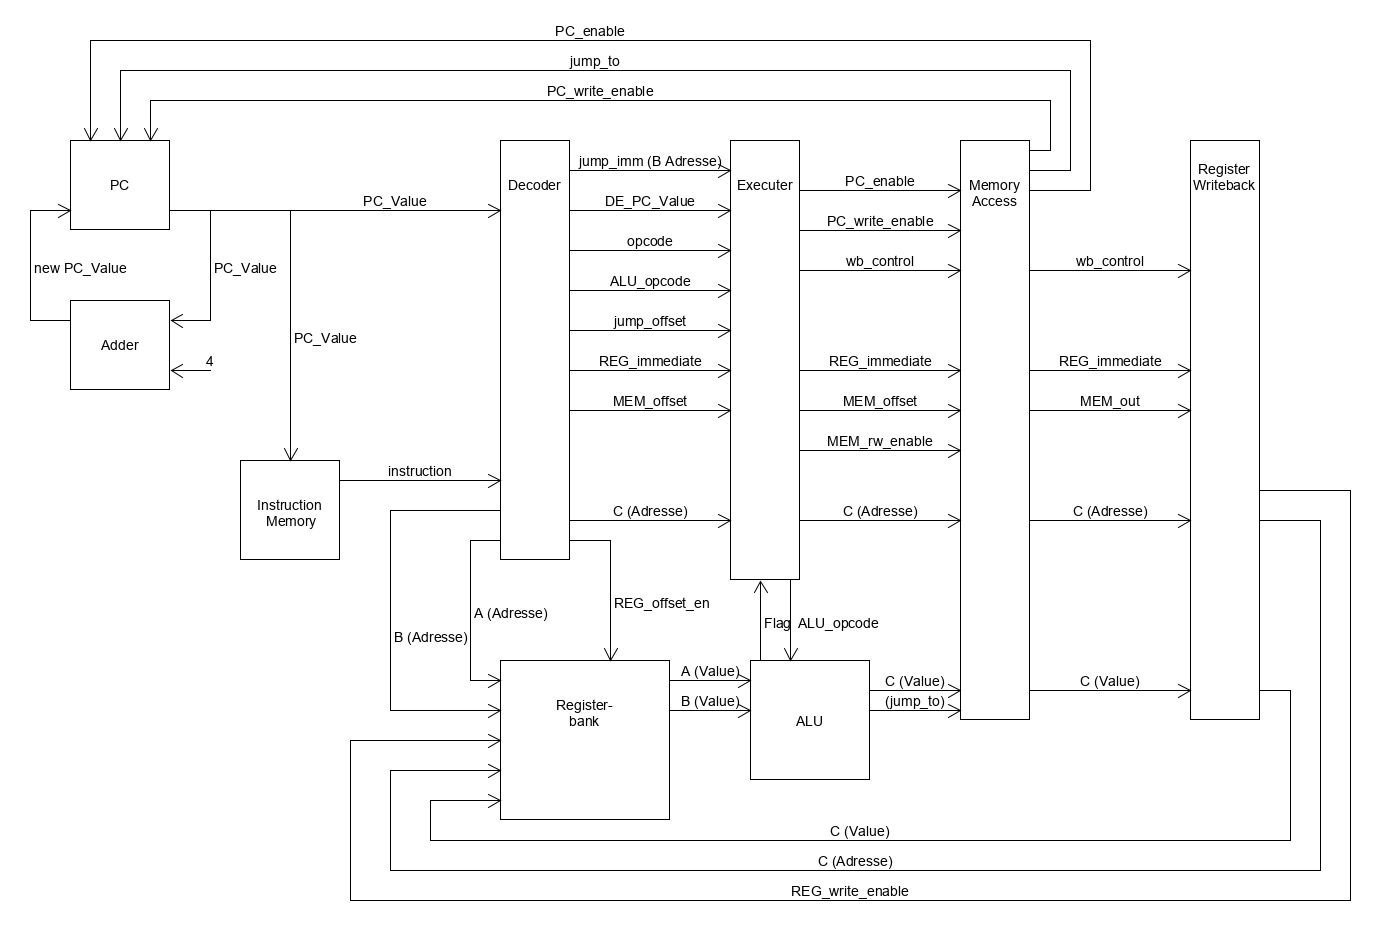 PC_enable
jump_to
PC_write_enable
jump_imm (B Adresse)
PC
Decoder
Executer
PC_enable
Memory
Access
Register
Writeback
PC_Value
DE_PC_Value
PC_write_enable
opcode
new PC_Value
PC_Value
wb_control
wb_control
ALU_opcode
jump_offset
PC_Value
Adder
4
REG_immediate
REG_immediate
REG_immediate
MEM_offset
MEM_offset
MEM_out
MEM_rw_enable
instruction
Instruction
Memory
C (Adresse)
C (Adresse)
C (Adresse)
REG_offset_en
A (Adresse)
B (Adresse)
Flag
ALU_opcode
A (Value)
C (Value)
C (Value)
B (Value)
(jump_to)
Register-
bank
ALU
C (Value)
C (Adresse)
REG_write_enable